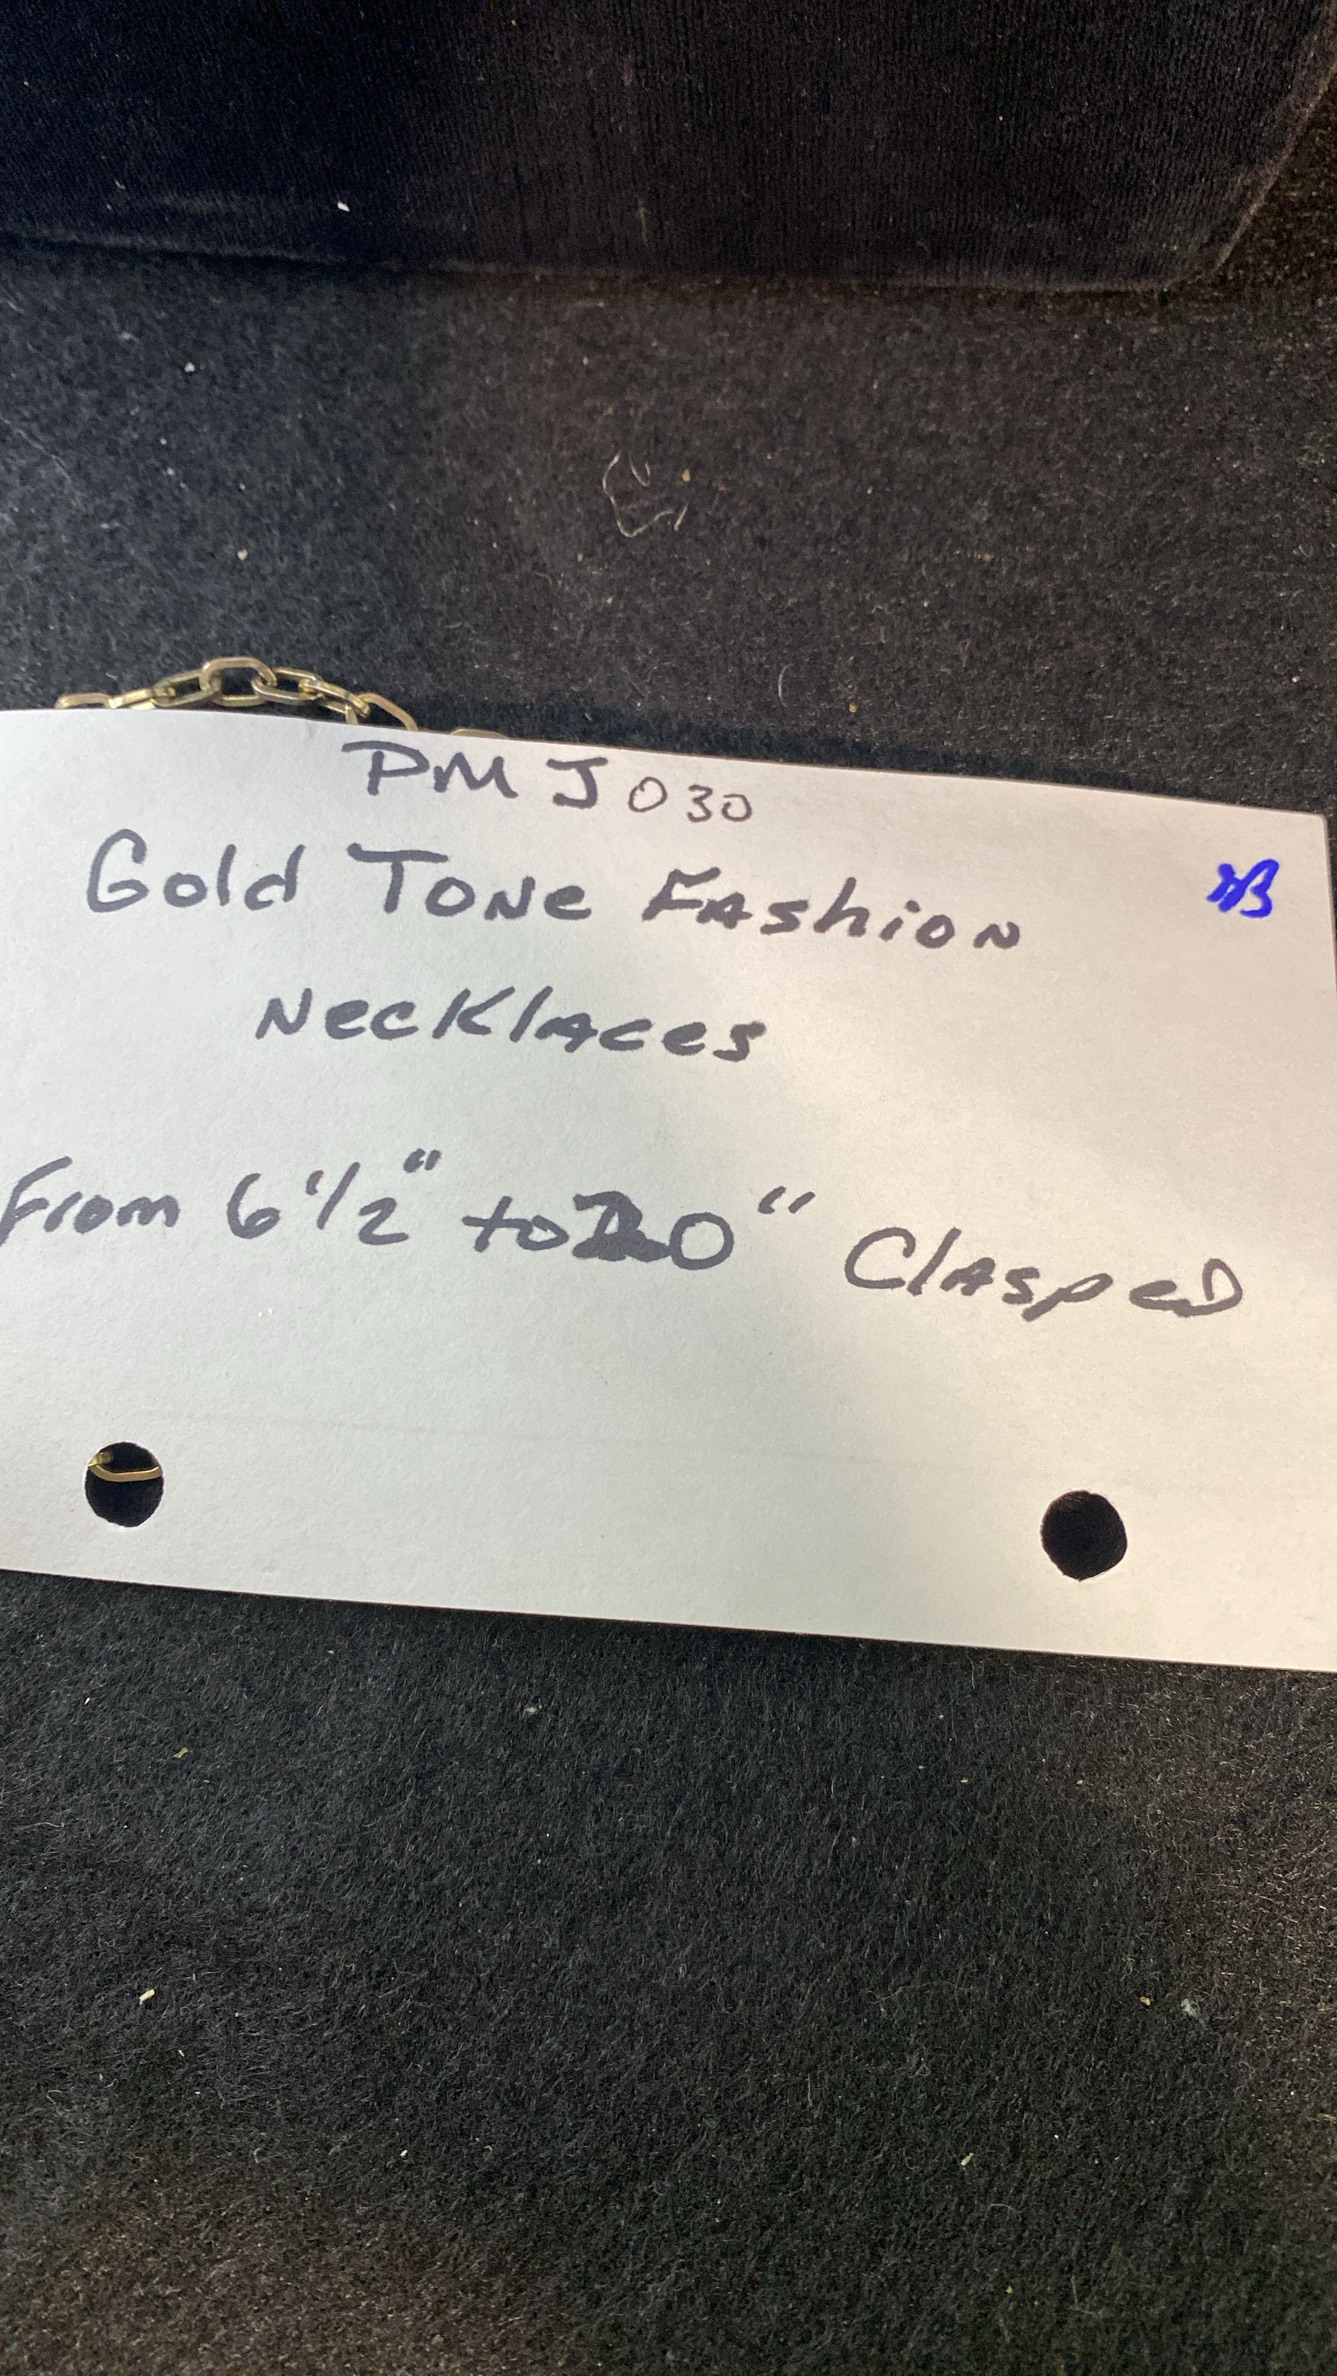 PMJ030
Gold Tone Fashion
Necklaces
From 6 1/2" to 20" Clasped